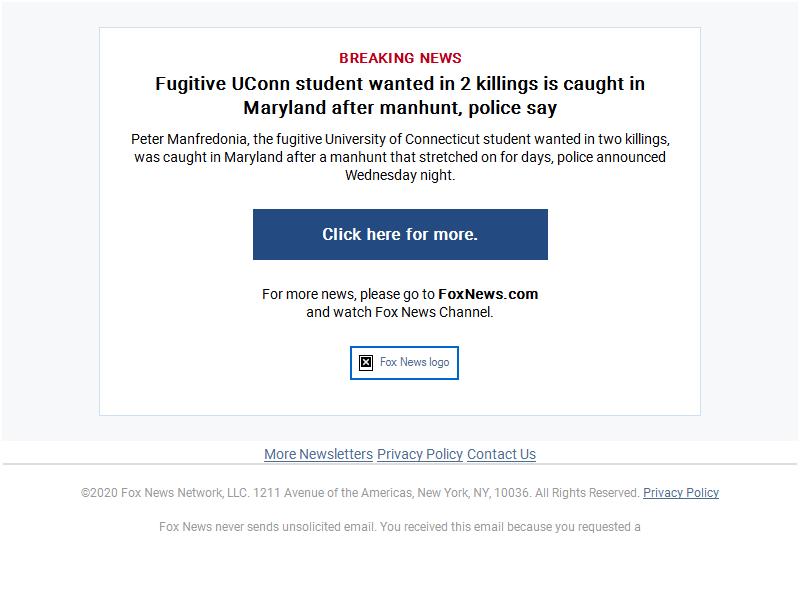 BREAKING NEWS
Fugitive UConn student wanted in 2 killings is caught in
Maryland after manhunt, police say
Peter Manfredonia, the fugitive University of Connecticut student wanted in two killings,
was caught in Maryland after a manhunt that stretched on for days, police announced
Wednesday night.
Click here for more.
For more news, please go to FoxNews.com
and watch Fox News Channel.
Fox News logo
More Newsletters Privacy Policy Contact Us
©2020 Fox News Network, LLC. 1211 Avenue of the Americas, New York, NY, 10036. All Rights Reserved. Privacy Policy
Fox News never sends unsolicited email. You received this email because you requested a